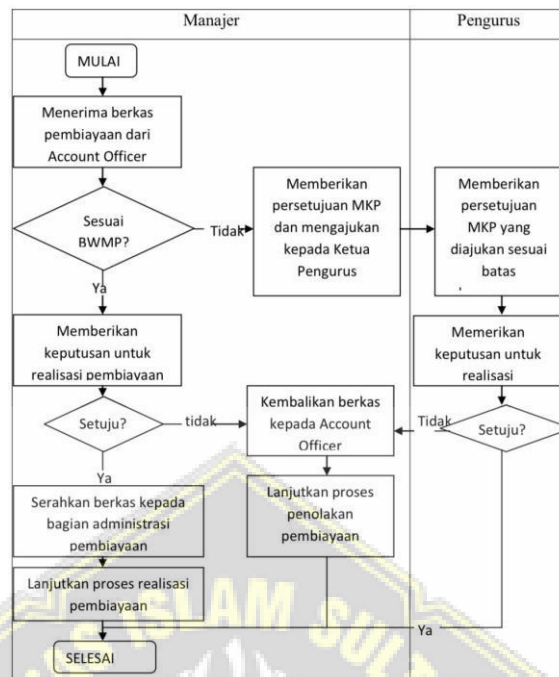 Manajer
Pengurus
MULAI
Menerima berkas
pembiayaan dari
Account Officer
Sesuai
BWMP?
Tidak
Memberikan
persetujuan MKP
dan mengajukan
kepada Ketua
Pengurus
Memberikan
persetujuan
MKP yang
diajukan sesuai
batas
Ya
Memberikan
keputusan untuk
realisasi pembiayaan
Memerikan
keputusan untuk
realisasi
Setuju?
tidak
Kembalikan berkas
kepada Account
Officer
Tidak
Setuju?
Ya
Serahkan berkas kepada
bagian administrasi
pembiayaan
Lanjutkan proses
penolakan
pembiayaan
Lanjutkan proses realisasi
pembiayaan
Ya
SELESAI
ISLAM SUL